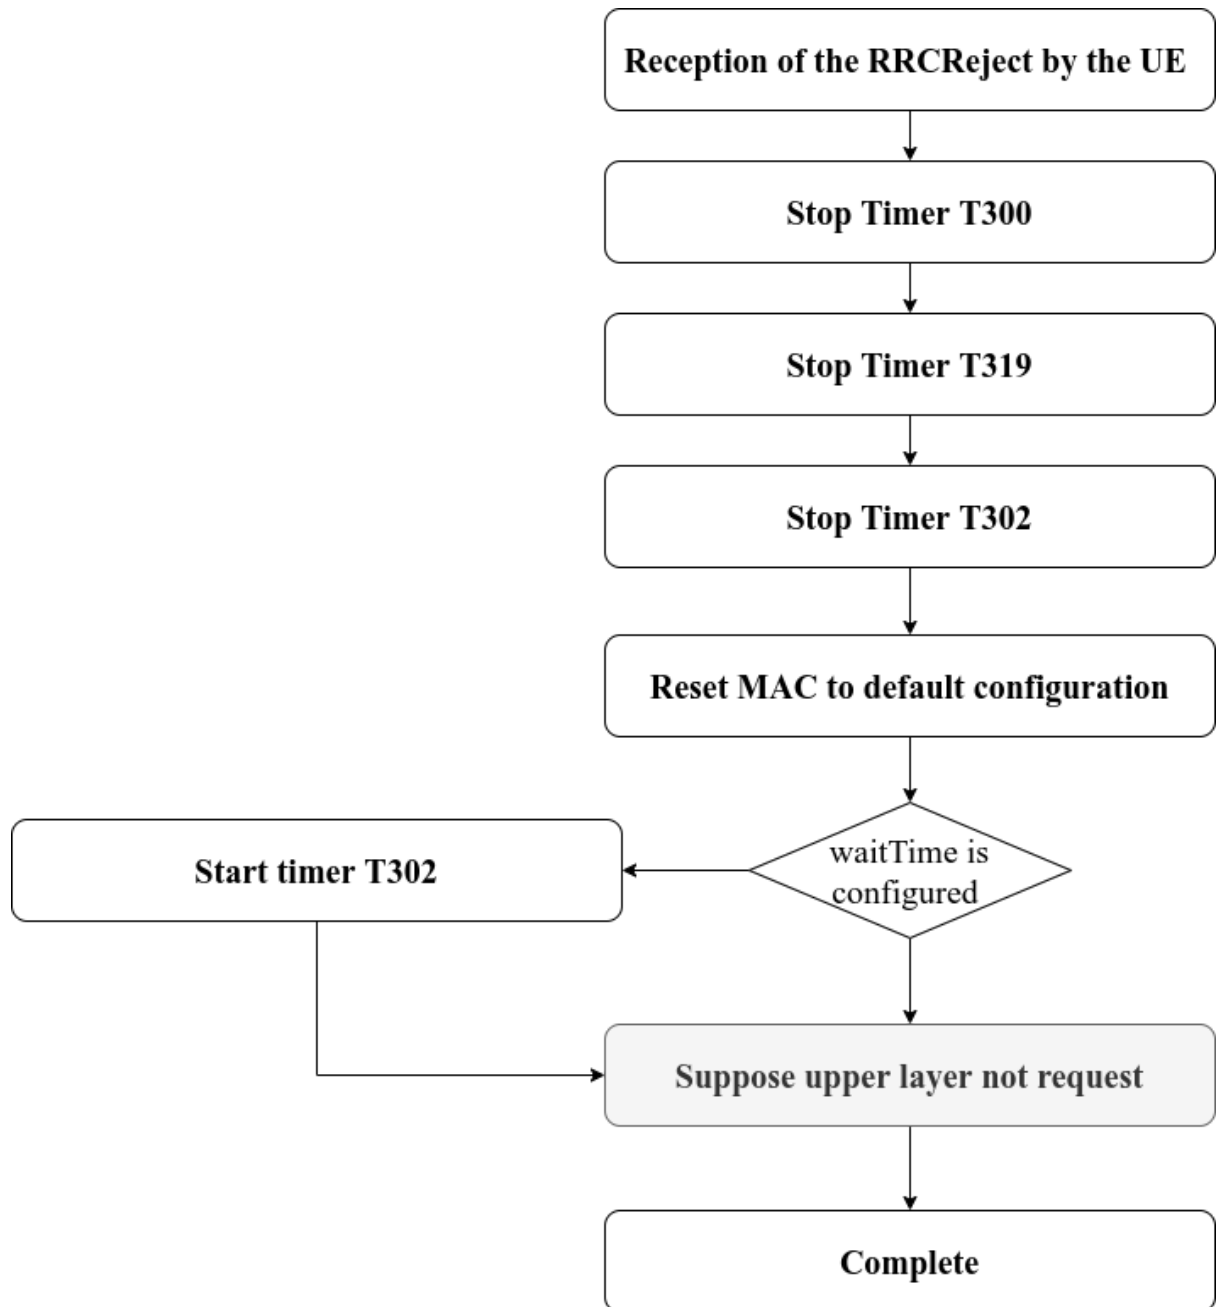 Reception of the RRCReject by the UE
Stop Timer T300
Stop Timer T319
Stop Timer T302
Reset MAC to default configuration
waitTime is
configured
Start timer T302
Suppose upper layer not request
Complete